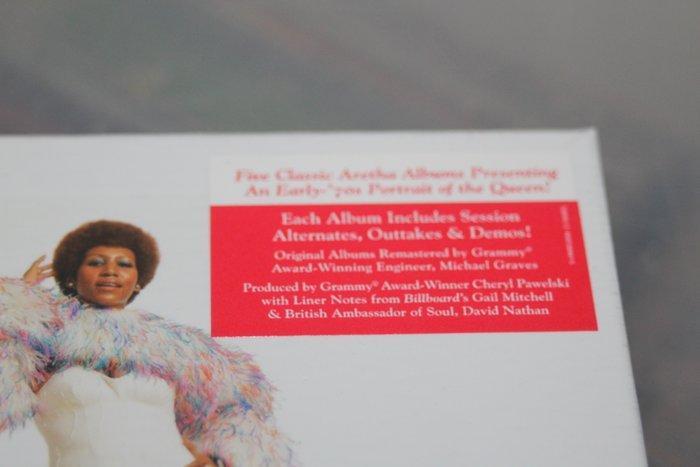 Five Classic Aretha Albums Presenting
An Early-'70s Portrait of the Queen!
Each Album Includes Session
Alternates, Outtakes & Demos!
Original Albums Remastered by Grammy®
Award-Winning Engineer, Michael Graves
Produced by Grammy® Award-Winner Cheryl Pawelski
with Liner Notes from Billboard's Gail Mitchell
& British Ambassador of Soul, David Nathan